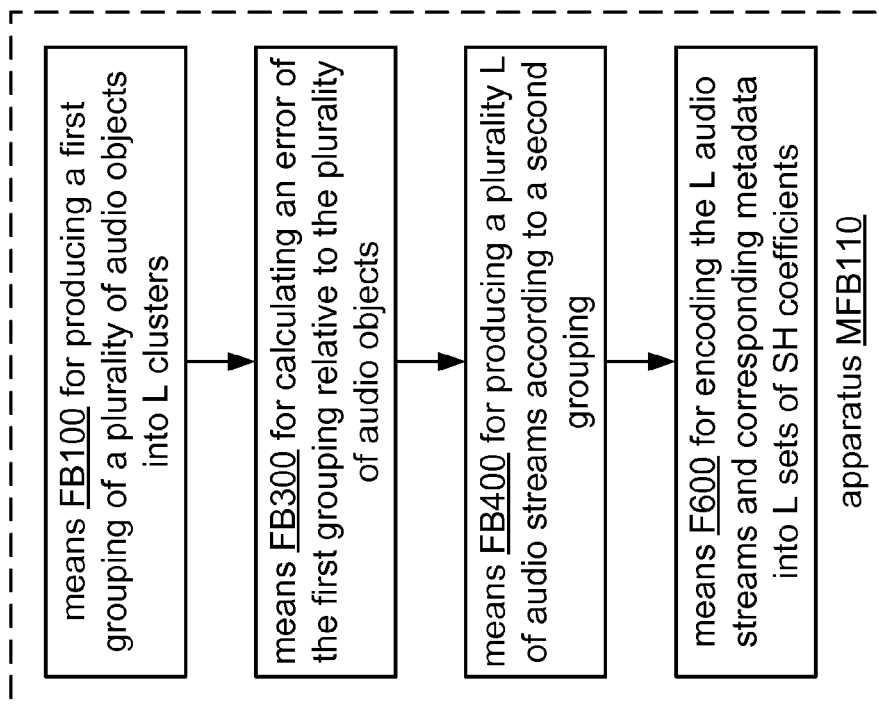 means FB100 for producing a first
grouping of a plurality of audio objects
into L clusters
means FB300 for calculating an error of
the first grouping relative to the plurality
of audio objects
means FB400 for producing a plurality L
of audio streams according to a second
grouping
means F600 for encoding the L audio
streams and corresponding metadata
into L sets of SH coefficients
apparatus MFB110